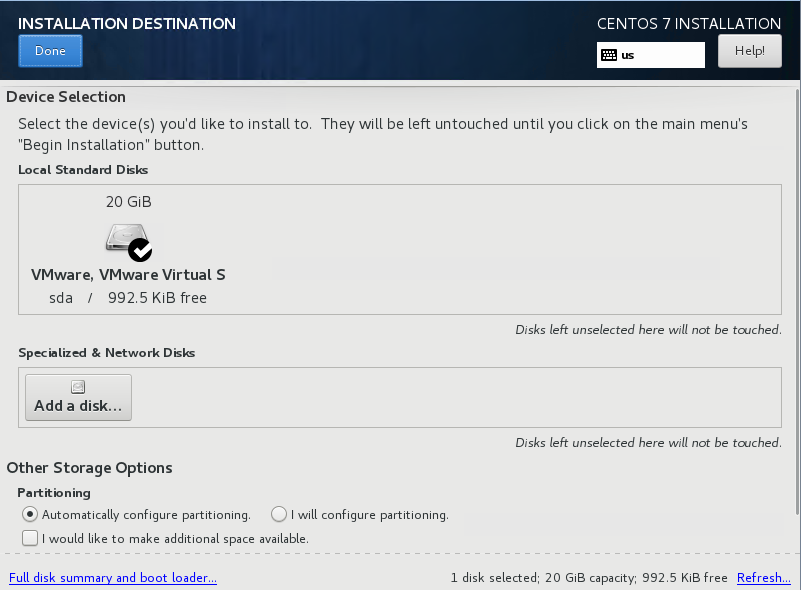 INSTALLATION DESTINATION
CENTOS 7 INSTALLATION
Done
us
Help!
Device Selection
Select the device(s) you'd like to install to.  They will be left untouched until you click on the main menu's
"Begin Installation" button.
Local Standard Disks
20 GiB
VMware, VMware Virtual S
sda / 992.5 KiB free
Disks left unselected here will not be touched.
Specialized & Network Disks
Add a disk...
Disks left unselected here will not be touched.
Other Storage Options
Partitioning
Automatically configure partitioning. I will configure partitioning.
I would like to make additional space available.
Full disk summary and boot loader... 1 disk selected; 20 GiB capacity; 992.5 KiB free Refresh...